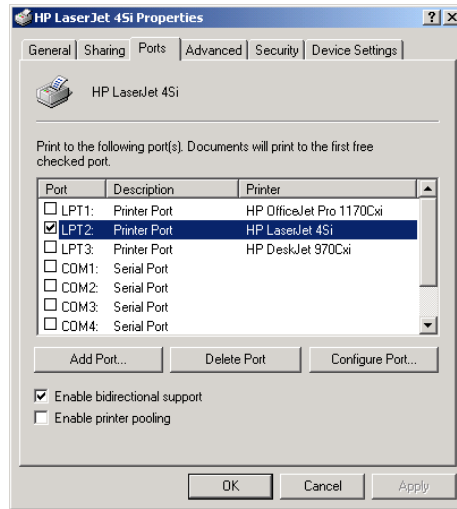 HP LaserJet 4Si Properties
General Sharing Ports Advanced Security Device Settings
HP LaserJet 4Si
Print to the following port(s). Documents will print to the first free
checked port.
Port Description Printer
LPT1: Printer Port HP OfficeJet Pro 1170Cxi
LPT2: Printer Port HP LaserJet 4Si
LPT3: Printer Port HP DeskJet 970Cxi
COM1: Serial Port
COM2: Serial Port
COM3: Serial Port
COM4: Serial Port
Add Port... Delete Port Configure Port...
Enable bidirectional support
Enable printer pooling
OK Cancel Apply